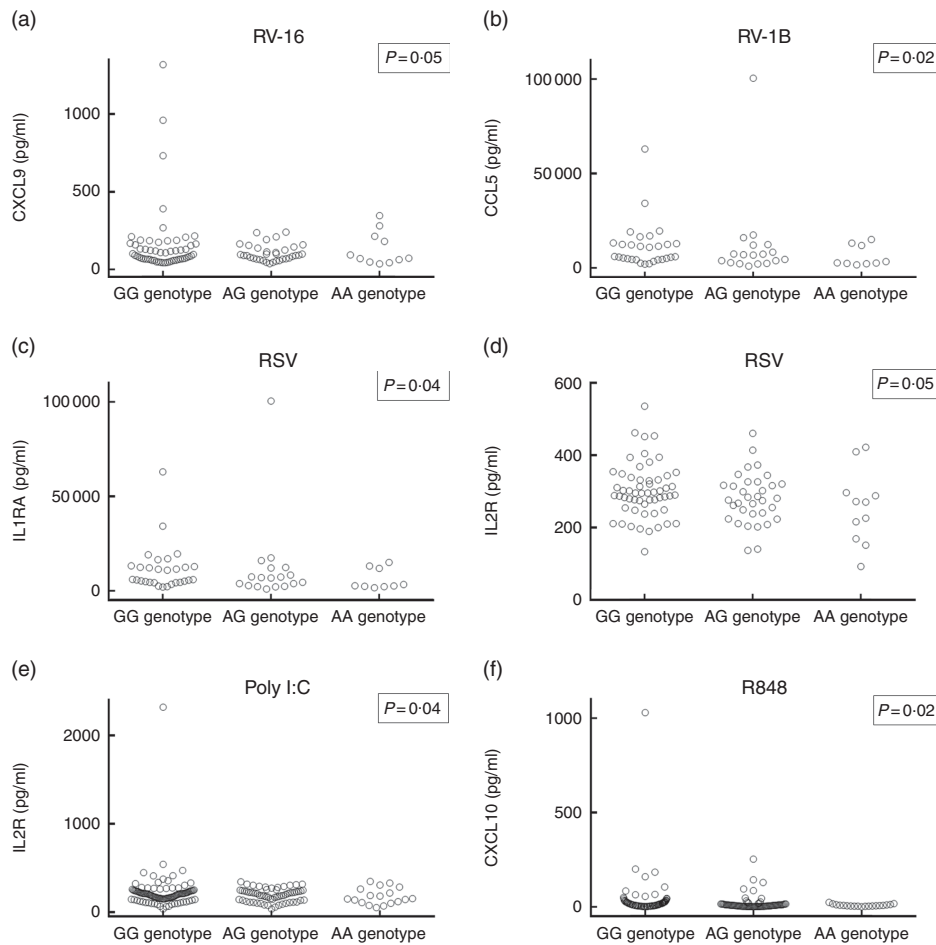 (a)
RV-16
P = 0·05
CXCL9 (pg/ml)
1000
500
0
GG genotype AG genotype AA genotype
(b)
RV-1B
P = 0·02
CCL5 (pg/ml)
100 000
50 000
0
GG genotype AG genotype AA genotype
(c)
RSV
P = 0·04
IL1RA (pg/ml)
100 000
50 000
0
GG genotype AG genotype AA genotype
(d)
RSV
P = 0·05
IL2R (pg/ml)
600
400
200
0
GG genotype AG genotype AA genotype
(e)
Poly I:C
P = 0·04
IL2R (pg/ml)
2000
1000
0
GG genotype AG genotype AA genotype
(f)
R848
P = 0·02
CXCL10 (pg/ml)
1000
500
0
GG genotype AG genotype AA genotype